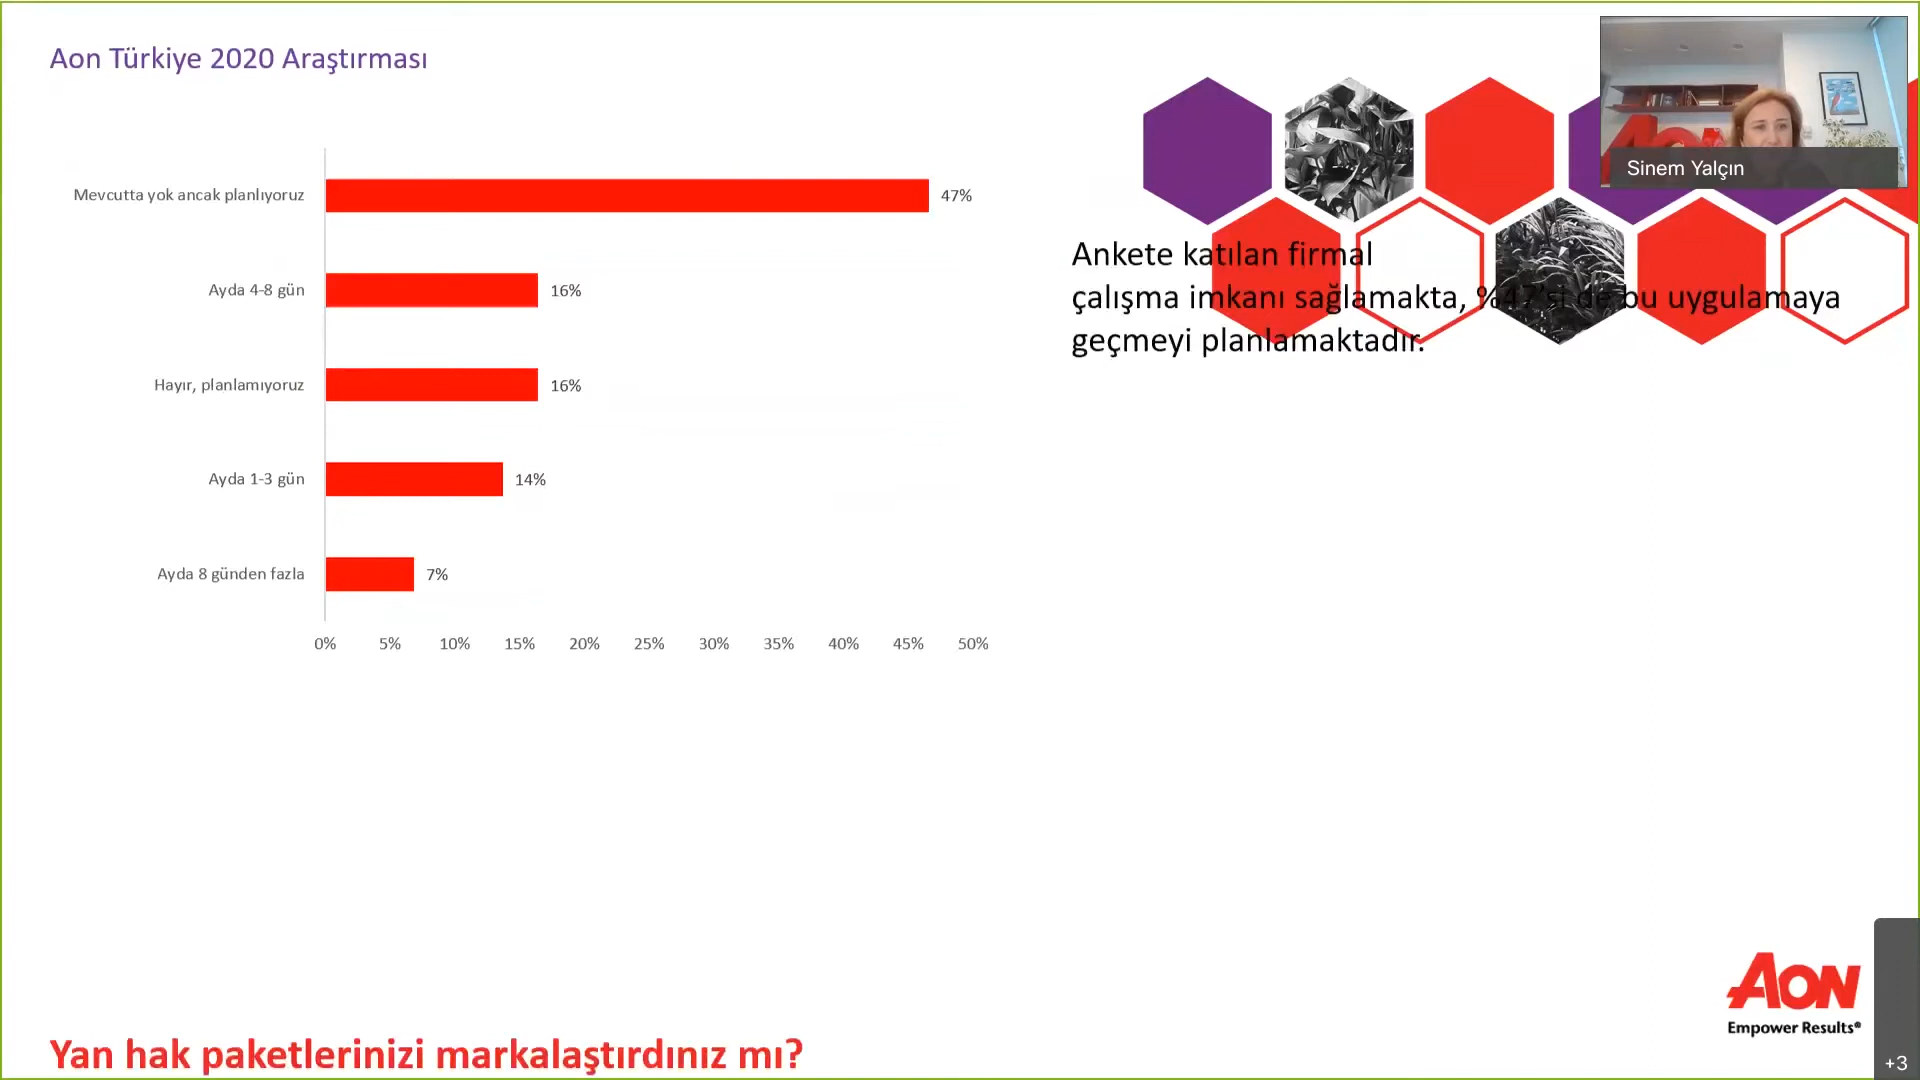 Aon Türkiye 2020 Araştırması
Sinem Yalçın
Mevcutta yok ancak planlıyoruz 47%
Ayda 4-8 gün 16%
Hayır, planlamıyoruz 16%
Ayda 1-3 gün 14%
Ayda 8 günden fazla 7%
0% 5% 10% 15% 20% 25% 30% 35% 40% 45% 50%
Ankete katılan firmal
çalışma imkanı sağlamakta, %47'si de bu uygulamaya
geçmeyi planlamaktadır.
AON
Empower Results®
Yan hak paketlerinizi markalaştırdınız mı?
+3